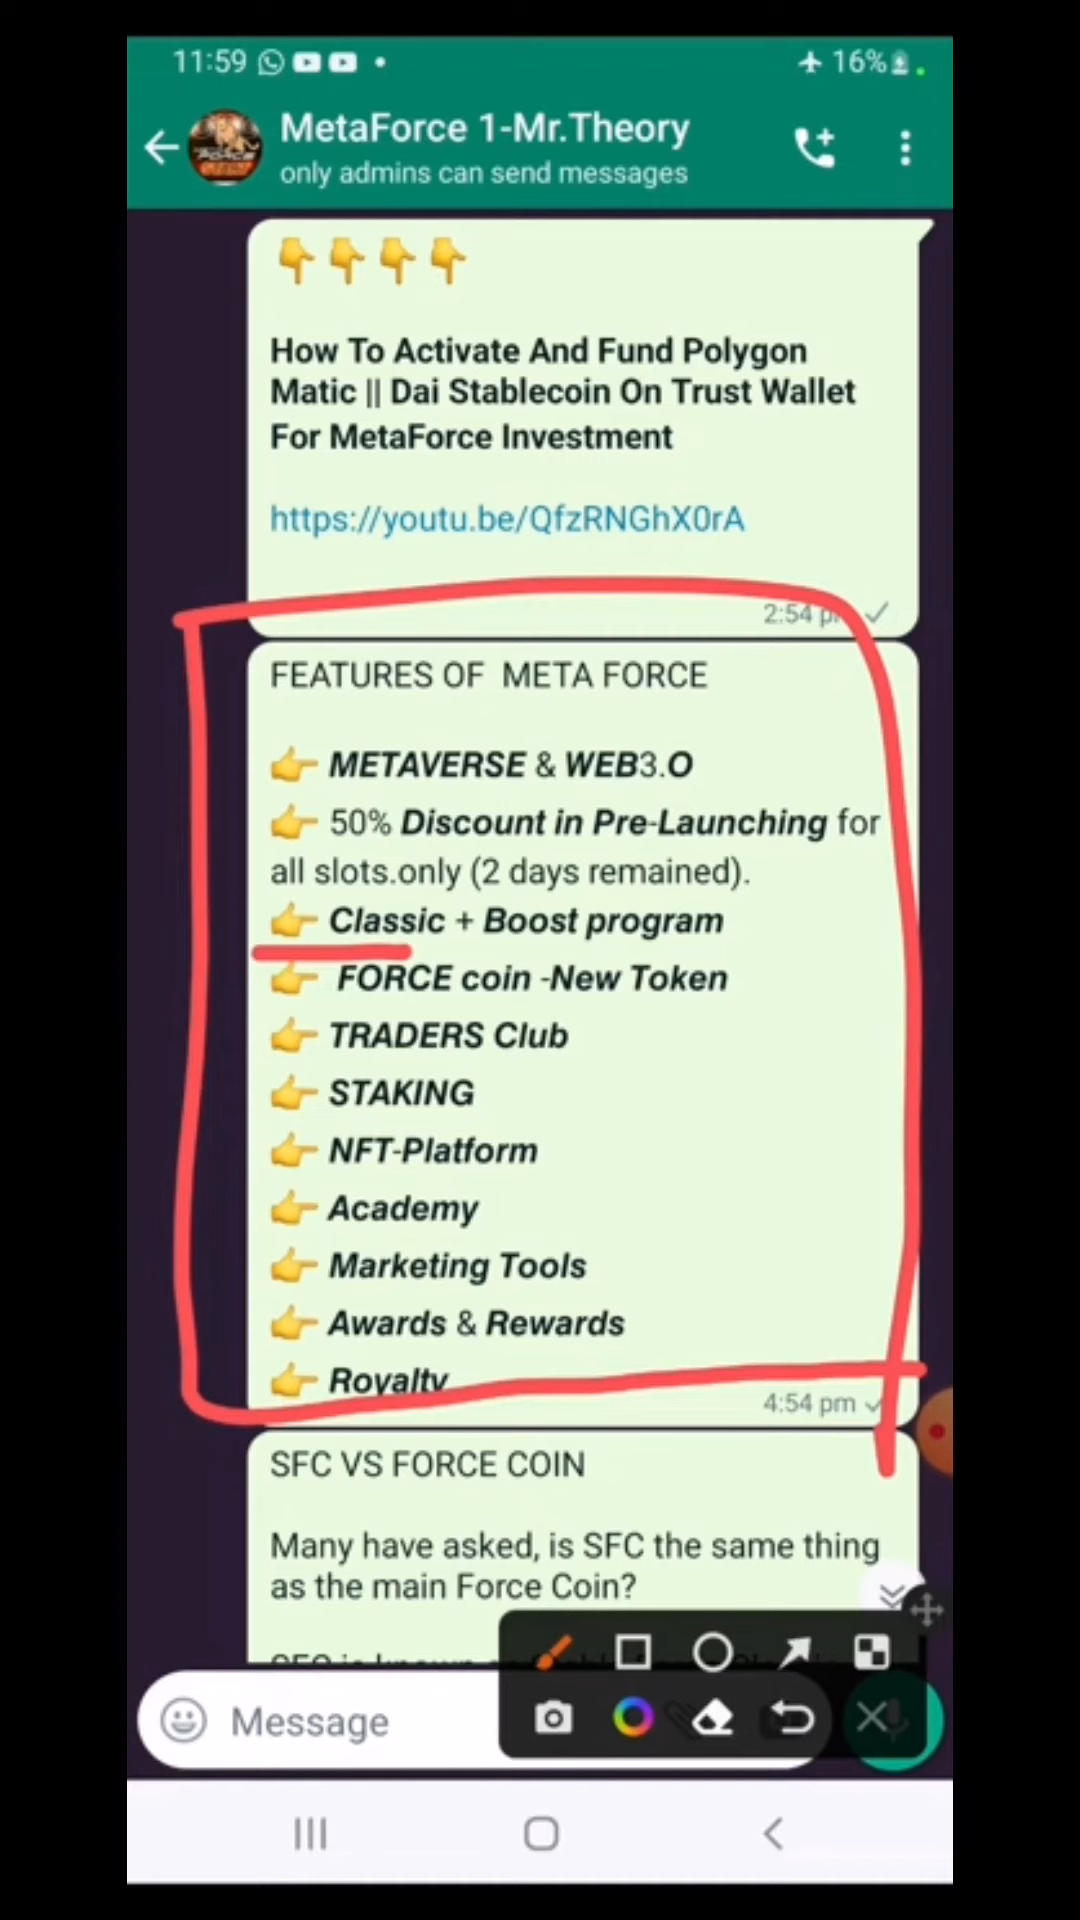 11:59
16%
MetaForce 1-Mr.Theory
only admins can send messages
👇👇👇👇
How To Activate And Fund Polygon
Matic || Dai Stablecoin On Trust Wallet
For MetaForce Investment
https://youtu.be/QfzRNGhX0rA
2:54 pm
FEATURES OF META FORCE
👉 METAVERSE & WEB3.O
👉 50% Discount in Pre-Launching for
all slots.only (2 days remained).
👉 Classic + Boost program
👉 FORCE coin -New Token
👉 TRADERS Club
👉 STAKING
👉 NFT-Platform
👉 Academy
👉 Marketing Tools
👉 Awards & Rewards
👉 Royalty
4:54 pm
SFC VS FORCE COIN
Many have asked, is SFC the same thing
as the main Force Coin?
Message